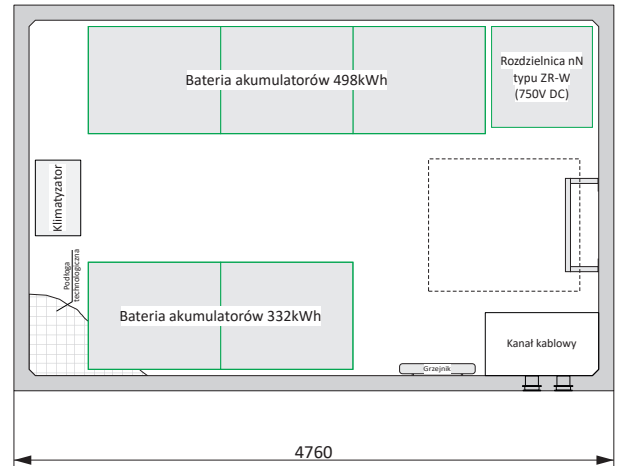 Bateria akumulatorów 498kWh
Rozdzielnica nN
typu ZR-W
(750V DC)
Klimatyzator
Podłoga
technologiczna
Bateria akumulatorów 332kWh
Kanał kablowy
Grzejnik
4760